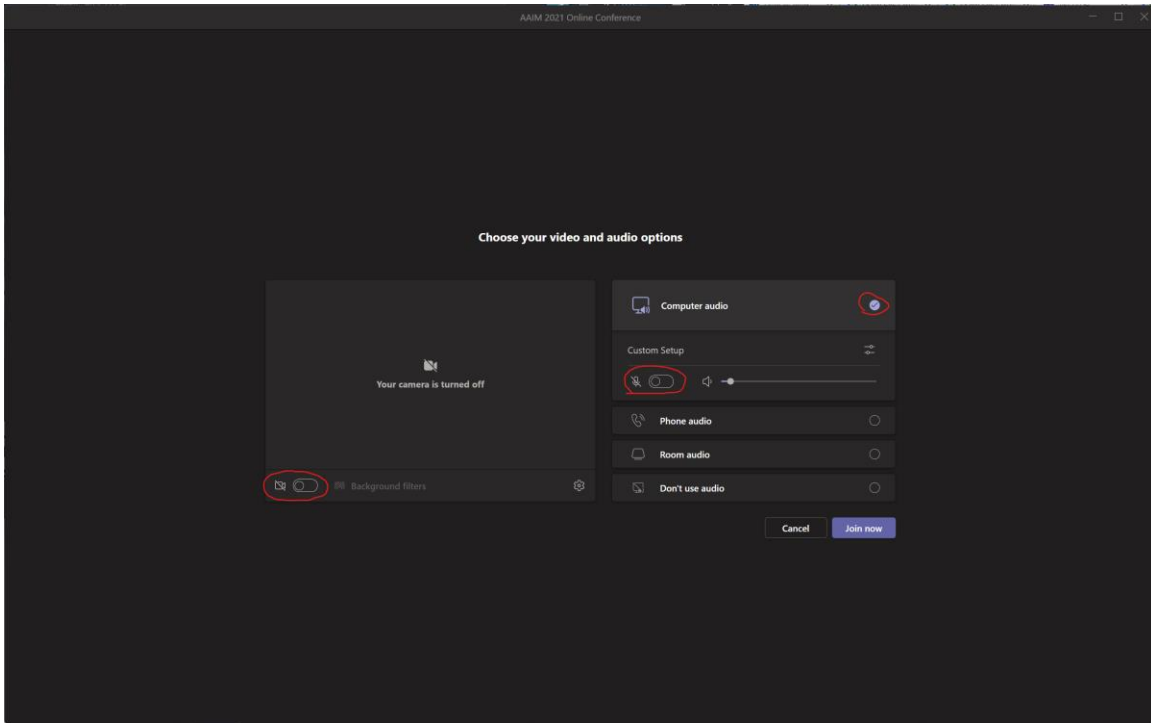 AAIM 2021 Online Conference
Choose your video and audio options
Your camera is turned off
Background filters
Computer audio
Custom Setup
Phone audio
Room audio
Don't use audio
Cancel
Join now